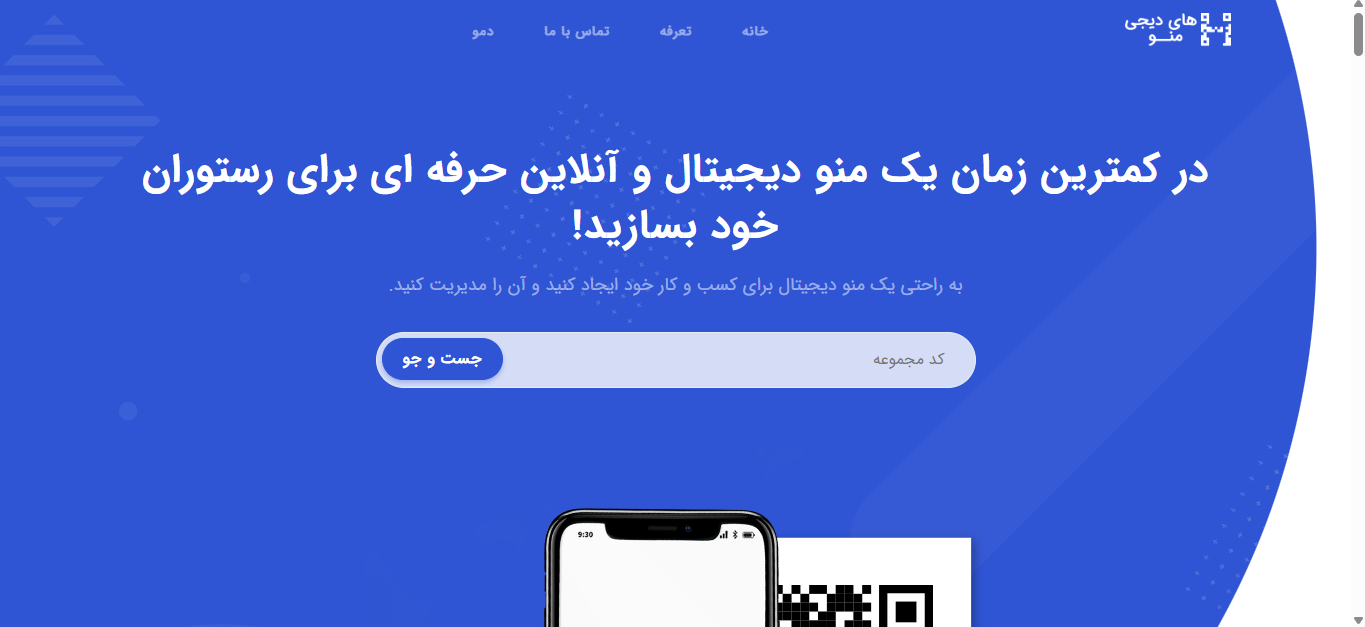 های دیجی
منــو
خانه
تعرفه
تماس با ما
دمو
در کمترین زمان یک منو دیجیتال و آنلاین حرفه ای برای رستوران
خود بسازید!
به راحتی یک منو دیجیتال برای کسب و کار خود ایجاد کنید و آن را مدیریت کنید.
کد مجموعه
جست و جو
9:30